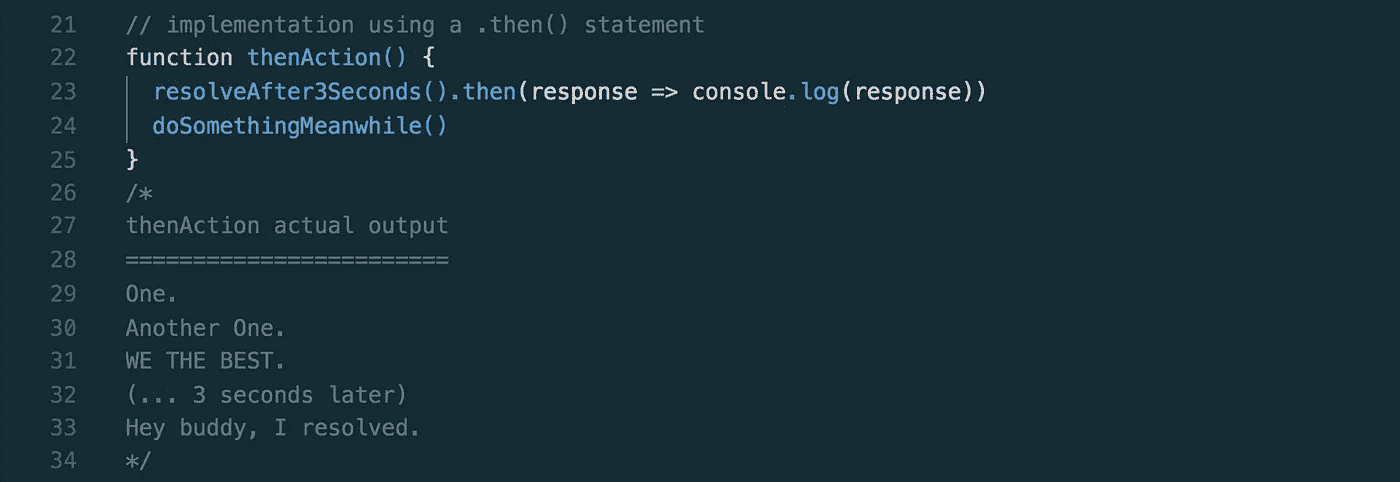 21 // implementation using a .then() statement
22 function thenAction() {
23 resolveAfter3Seconds().then(response => console.log(response))
24 doSomethingMeanwhile()
25 }
26 /*
27 thenAction actual output
28 ========================
29 One.
30 Another One.
31 WE THE BEST.
32 (... 3 seconds later)
33 Hey buddy, I resolved.
34 */